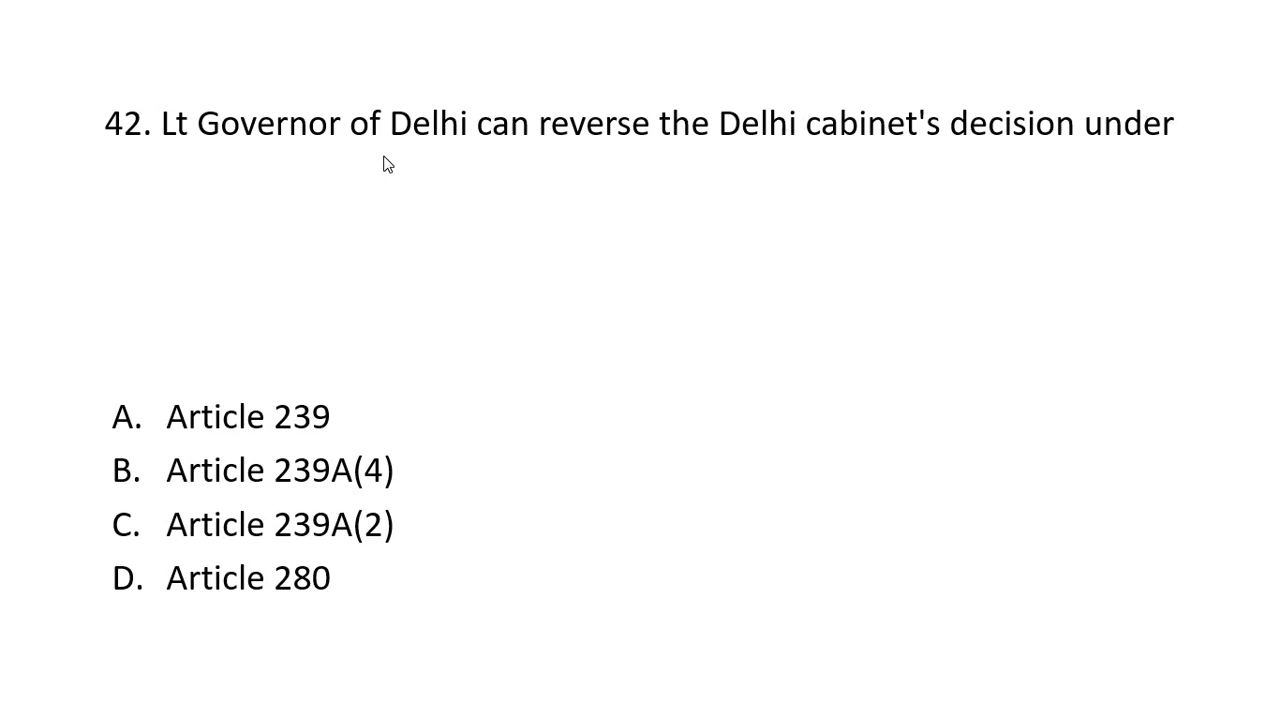 42. Lt Governor of Delhi can reverse the Delhi cabinet's decision under
A. Article 239
B. Article 239A(4)
C. Article 239A(2)
D. Article 280